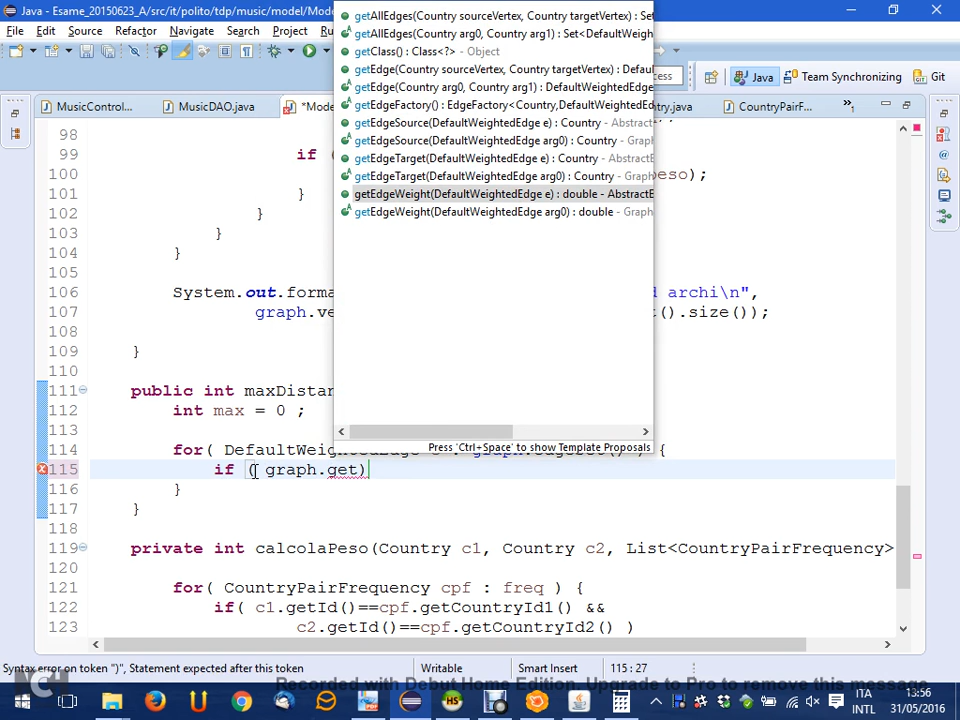 Java - Esame_20150623_A/src/it/polito/tdp/music/model/Mode
File Edit Source Refactor Navigate Search Project Ru
Java Team Synchronizing Git
MusicControl... MusicDAO.java *Mode ry.java CountryPairF... »1
getAllEdges(Country sourceVertex, Country targetVertex) : Set
getAllEdges(Country arg0, Country arg1) : Set<DefaultWeigh
getClass() : Class<?> - Object
getEdge(Country sourceVertex, Country targetVertex) : Defau
getEdge(Country arg0, Country arg1) : DefaultWeightedEdge
getEdgeFactory() : EdgeFactory<Country,DefaultWeightedEd
getEdgeSource(DefaultWeightedEdge e) : Country - Abstract
getEdgeSource(DefaultWeightedEdge arg0) : Country - Graph
getEdgeTarget(DefaultWeightedEdge e) : Country - AbstractB
getEdgeTarget(DefaultWeightedEdge arg0) : Country - Graph
getEdgeWeight(DefaultWeightedEdge e) : double - AbstractE
getEdgeWeight(DefaultWeightedEdge arg0) : double - Graph
Press 'Ctrl+Space' to show Template Proposals
98
99 if (
100 peso);
101 }
102 }
103 }
104 }
105
106 System.out.forma d archi\n",
107 graph.ve t().size());
108
109 }
110
111 public int maxDistan
112 int max = 0 ;
113
114 for( DefaultWeightedEdge e : graph.edgeSet() ) {
115 if ( graph.get)
116 }
117 }
118
119 private int calcolaPeso(Country c1, Country c2, List<CountryPairFrequency>
120
121 for( CountryPairFrequency cpf : freq ) {
122 if( c1.getId()==cpf.getCountryId1() &&
123 c2.getId()==cpf.getCountryId2() )
Syntax error on token ")", Statement expected after this token Writable Smart Insert 115 : 27
Recorded with Debut Home Edition. Upgrade to Pro to remove this message
ITA 13:56
INTL 31/05/2016